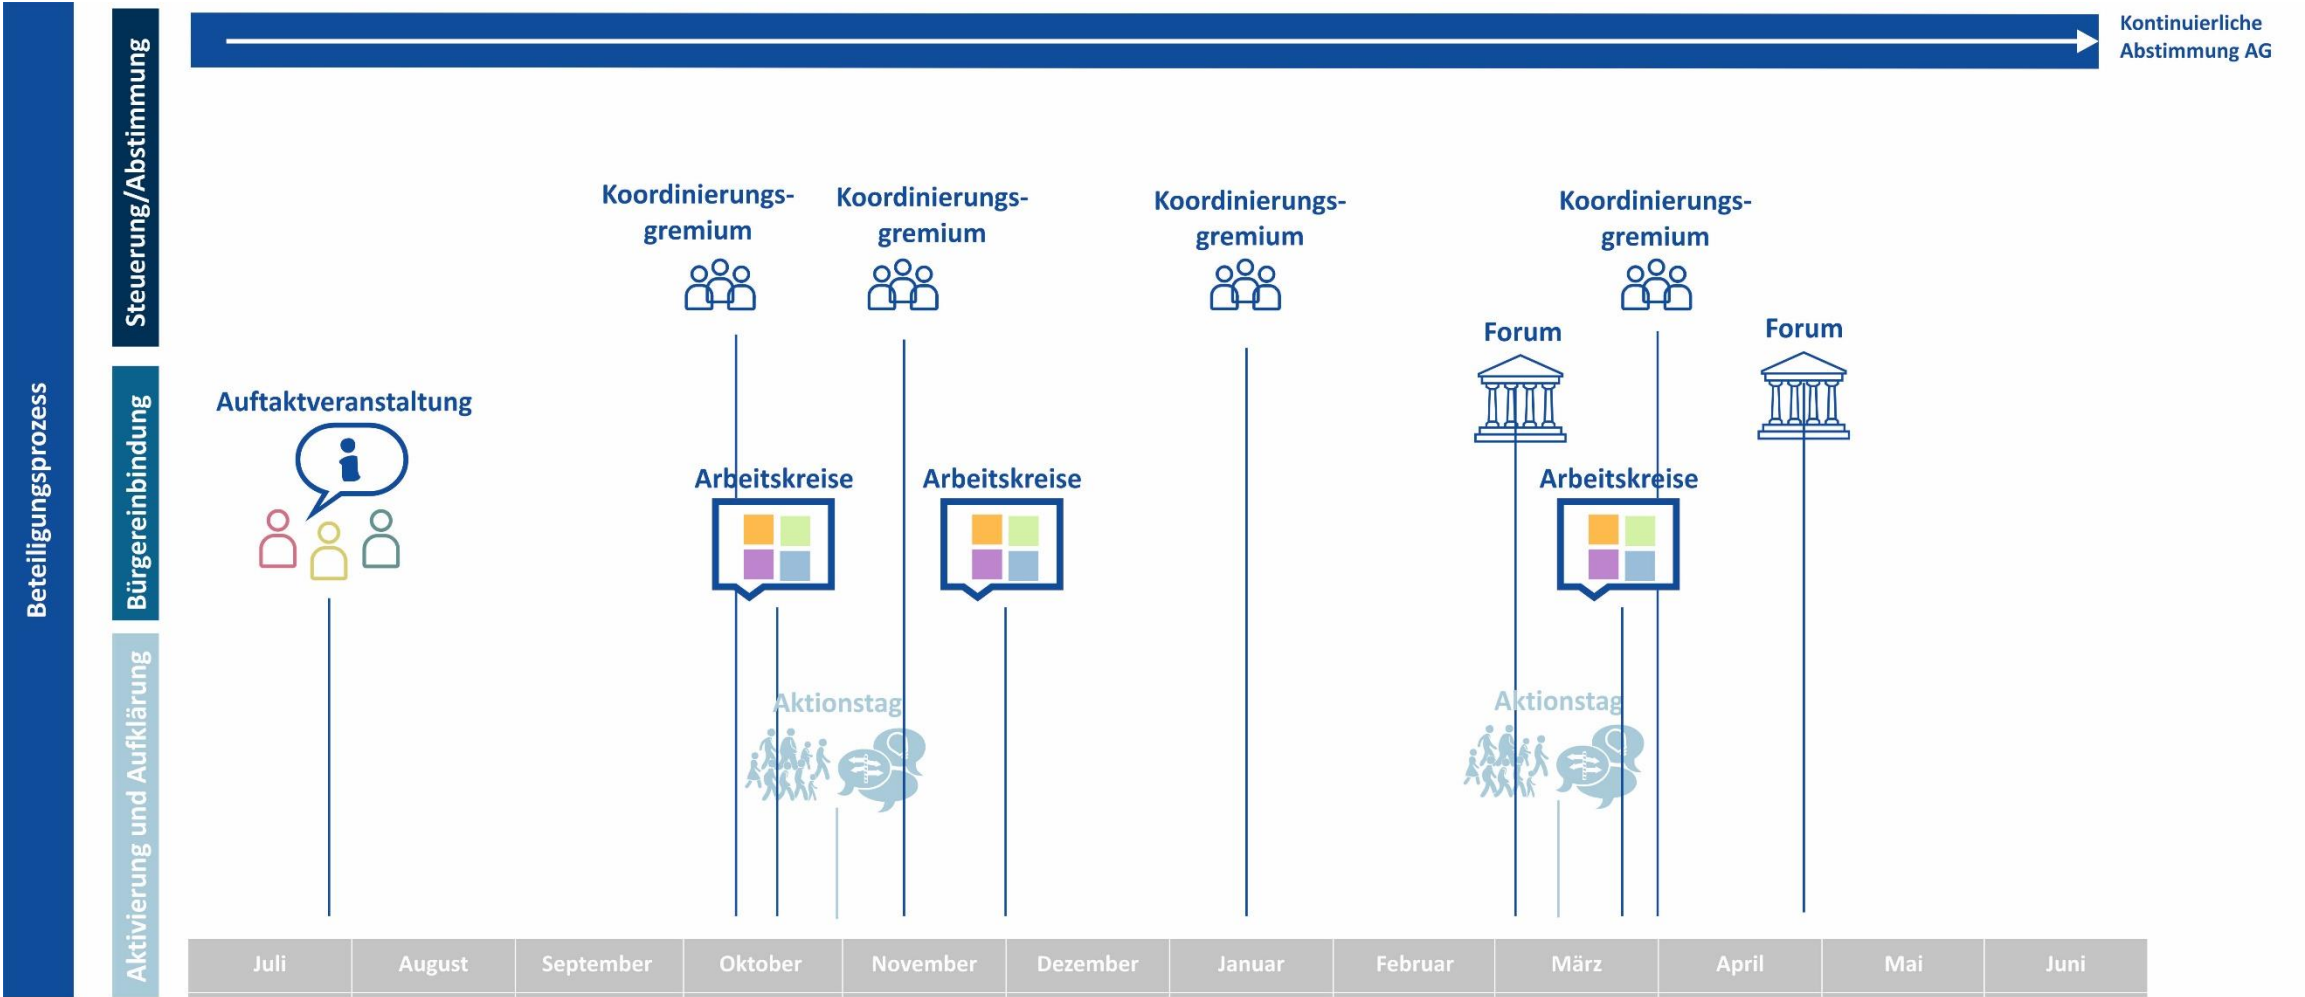 Beteiligungsprozess
Steuerung/Abstimmung
Kontinuierliche
Abstimmung AG
Koordinierungs-
gremium
Koordinierungs-
gremium
Koordinierungs-
gremium
Koordinierungs-
gremium
Bürgereinbindung
Auftaktveranstaltung
i
Arbeitskreise
Arbeitskreise
Forum
Arbeitskreise
Forum
Aktivierung und Aufklärung
Aktionstag
Aktionstag
Juli
August
September
Oktober
November
Dezember
Januar
Februar
März
April
Mai
Juni